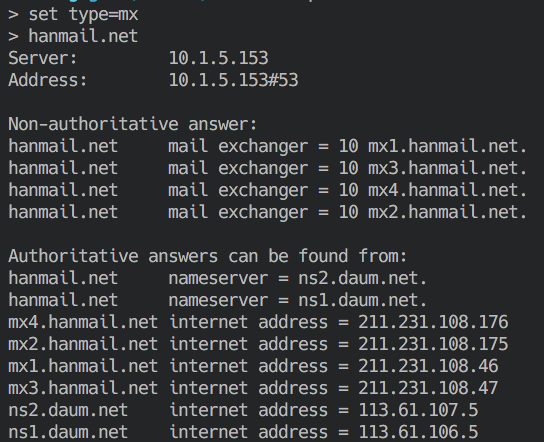 > set type=mx
> hanmail.net
Server:         10.1.5.153
Address:        10.1.5.153#53

Non-authoritative answer:
hanmail.net     mail exchanger = 10 mx1.hanmail.net.
hanmail.net     mail exchanger = 10 mx3.hanmail.net.
hanmail.net     mail exchanger = 10 mx4.hanmail.net.
hanmail.net     mail exchanger = 10 mx2.hanmail.net.

Authoritative answers can be found from:
hanmail.net     nameserver = ns2.daum.net.
hanmail.net     nameserver = ns1.daum.net.
mx4.hanmail.net internet address = 211.231.108.176
mx2.hanmail.net internet address = 211.231.108.175
mx1.hanmail.net internet address = 211.231.108.46
mx3.hanmail.net internet address = 211.231.108.47
ns2.daum.net    internet address = 113.61.107.5
ns1.daum.net    internet address = 113.61.106.5